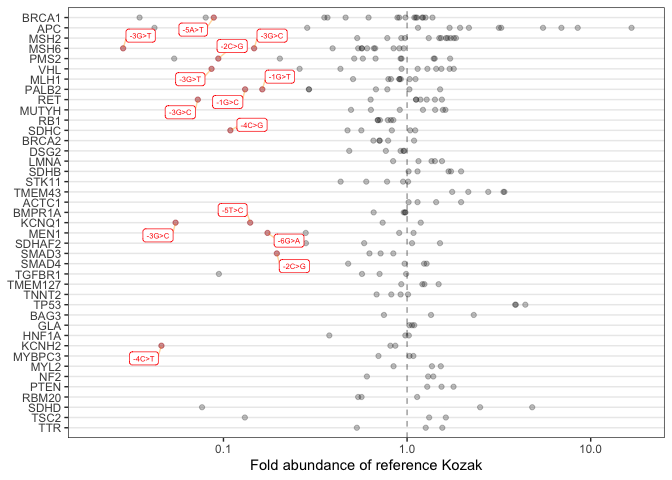 BRCA1
APC
MSH2
MSH6
PMS2
VHL
MLH1
PALB2
RET
MUTYH
RB1
SDHC
BRCA2
DSG2
LMNA
SDHB
STK11
TMEM43
ACTC1
BMPR1A
KCNQ1
MEN1
SDHAF2
SMAD3
SMAD4
TGFBR1
TMEM127
TNNT2
TP53
BAG3
GLA
HNF1A
KCNH2
MYBPC3
MYL2
NF2
PTEN
RBM20
SDHD
TSC2
TTR
-5A>T
-3G>T
-3G>C
-2C>G
-3G>T
-1G>T
-1G>C
-3G>C
-4C>G
-5T>C
-3G>C
-6G>A
-2C>G
-4C>T
0.1
1.0
10.0
Fold abundance of reference Kozak